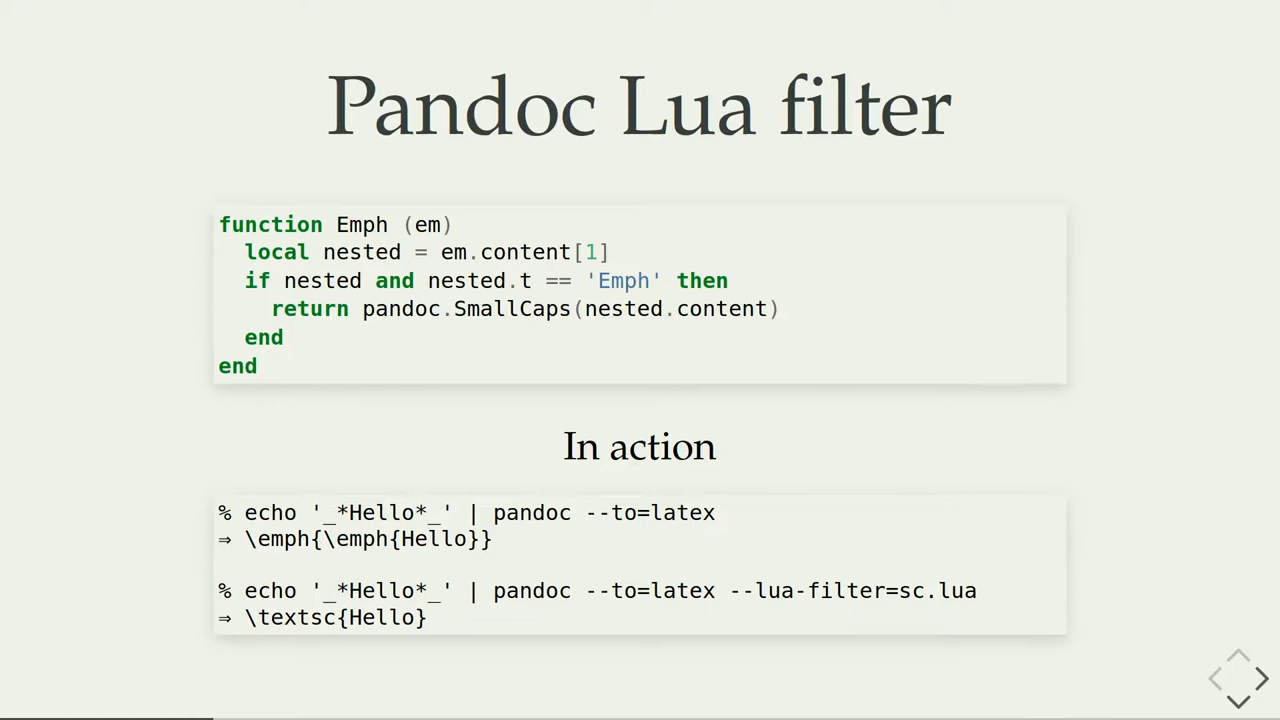 Pandoc Lua filter
function Emph (em)
  local nested = em.content[1]
  if nested and nested.t == 'Emph' then
    return pandoc.SmallCaps(nested.content)
  end
end
In action
% echo '_*Hello*_' | pandoc --to=latex
⇒ \emph{\emph{Hello}}
% echo '_*Hello*_' | pandoc --to=latex --lua-filter=sc.lua
⇒ \textsc{Hello}